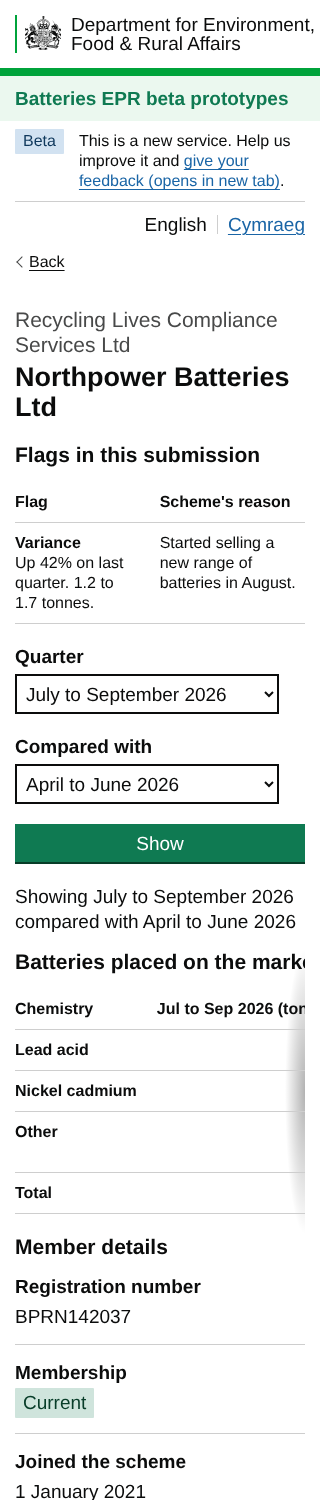 Department for Environment,
Food & Rural Affairs
Batteries EPR beta prototypes
Beta
This is a new service. Help us
improve it and give your
feedback (opens in new tab).
English
Cymraeg
Back
Recycling Lives Compliance
Services Ltd
Northpower Batteries
Ltd
Flags in this submission
Flag Scheme's reason
Variance
Up 42% on last
quarter. 1.2 to
1.7 tonnes.
Started selling a
new range of
batteries in August.
Quarter
July to September 2026
Compared with
April to June 2026
Show
Showing July to September 2026
compared with April to June 2026
Batteries placed on the
Chemistry Jul to Sep 2026
Lead acid
Nickel cadmium
Other
Total
Member details
Registration number
BPRN142037
Membership
Current
Joined the scheme
1 January 2021